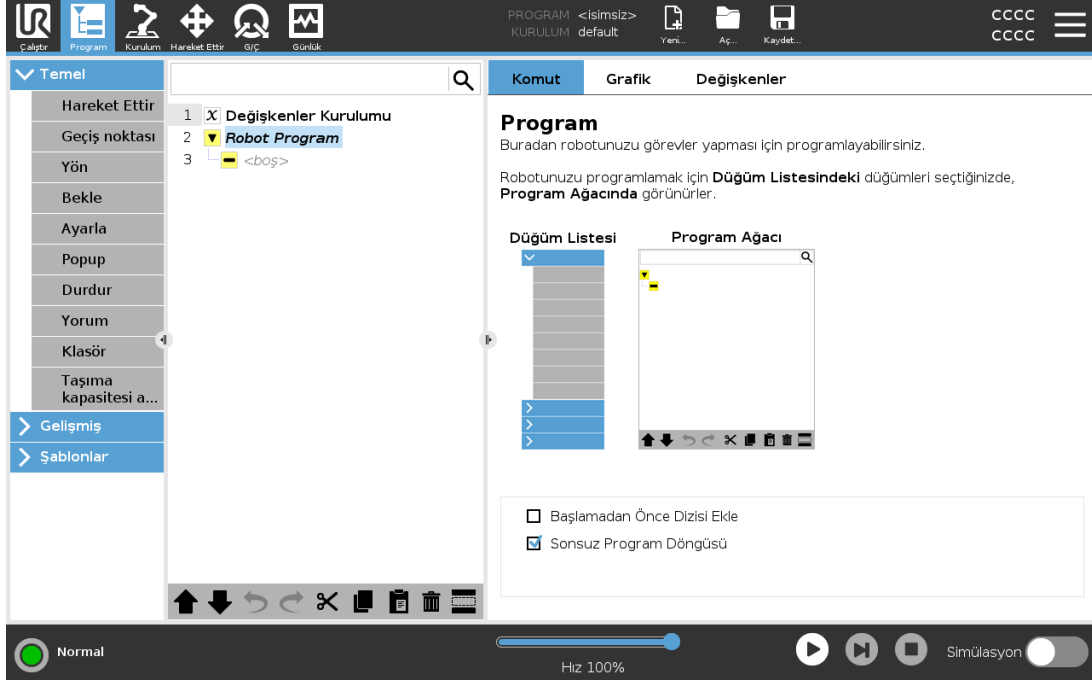 PROGRAM <isimsiz>
KURULUM default
CCCC
CCCC
Çalıştır
Program
Kurulum
Hareket Ettir
G/Ç
Günlük
Yeni...
Aç...
Kaydet...
Temel
Hareket Ettir
Geçiş noktası
Yön
Bekle
Ayarla
Popup
Durdur
Yorum
Klasör
Taşıma
kapasitesi a...
Gelişmiş
Şablonlar
1 x Değişkenler Kurulumu
2 Robot Program
3 <boş>
Komut
Grafik
Değişkenler
Program
Buradan robotunuzu görevler yapması için programlayabilirsiniz.
Robotunuzu programlamak için Düğüm Listesindeki düğümleri seçtiğinizde,
Program Ağacında görünürler.
Düğüm Listesi
Program Ağacı
Başlamadan Önce Dizisi Ekle
Sonsuz Program Döngüsü
Normal
Hız 100%
Simülasyon